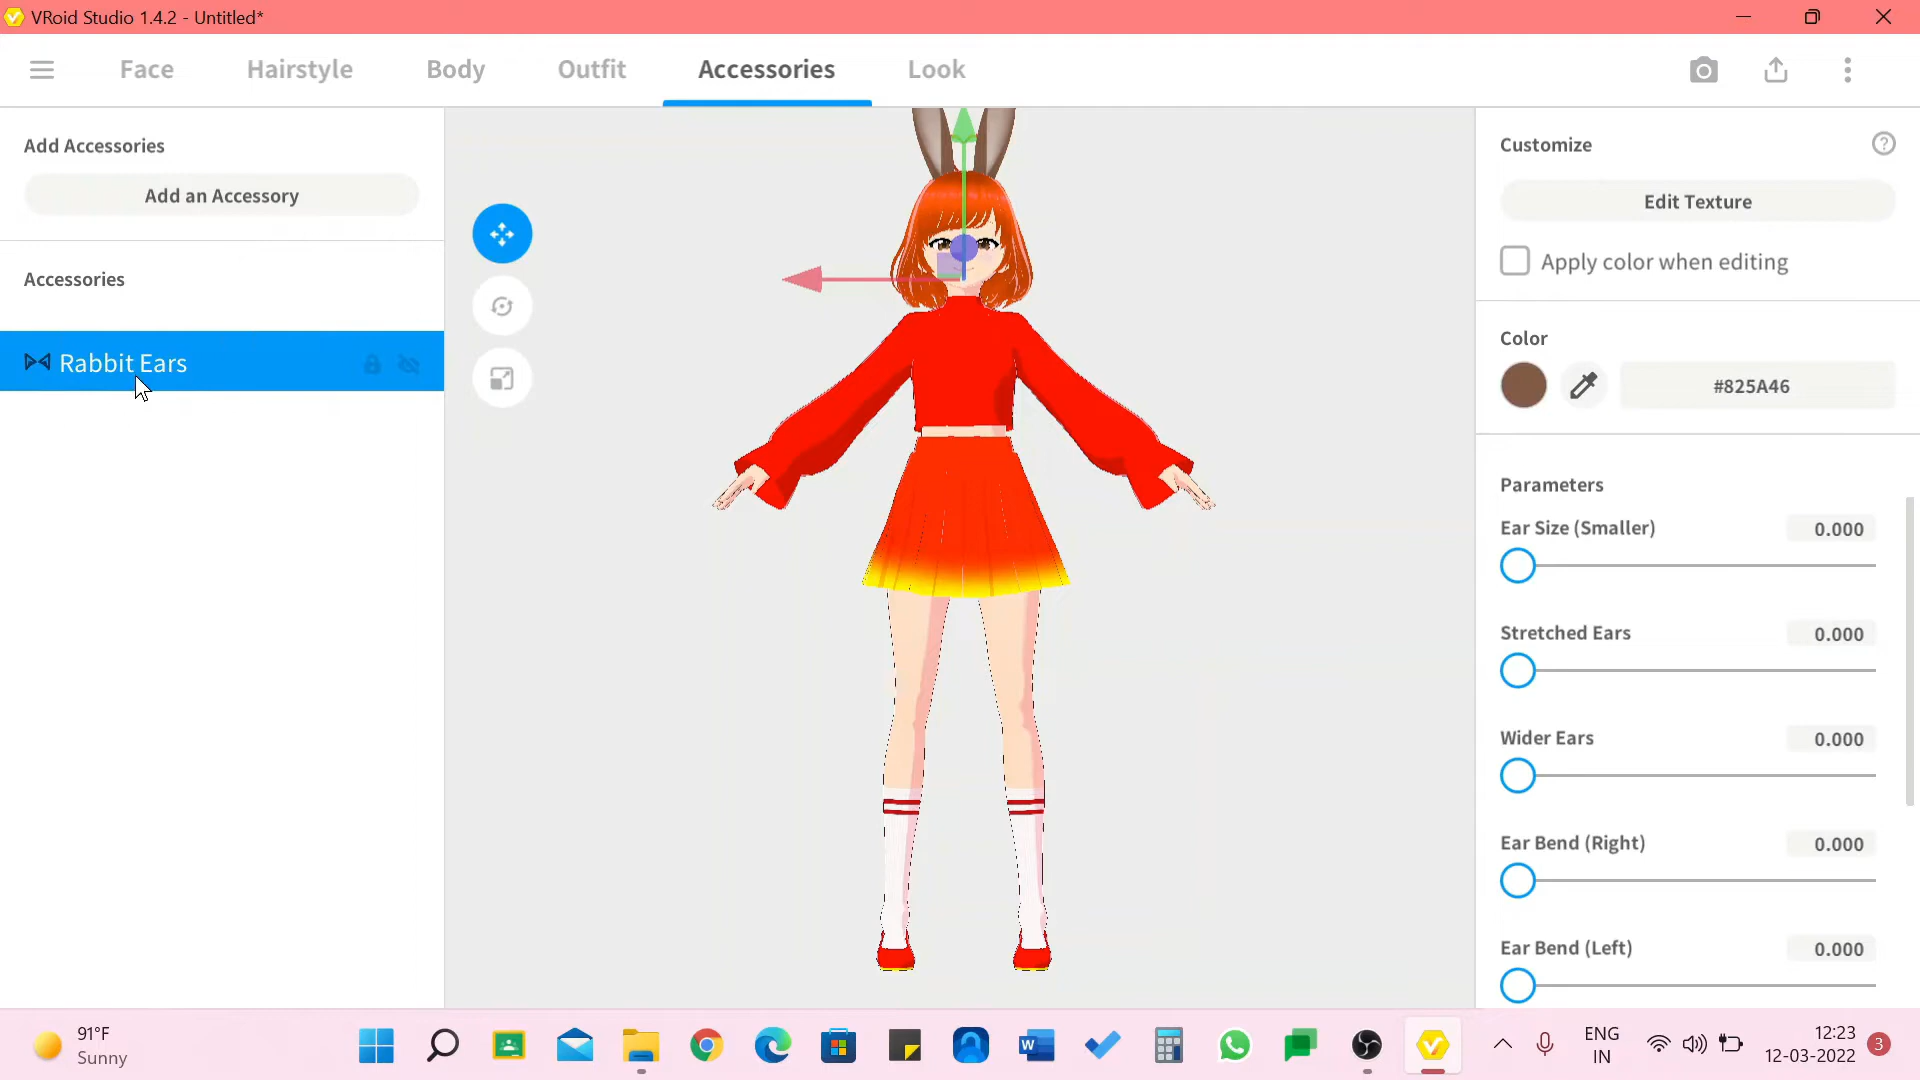 VRoid Studio 1.4.2 - Untitled*
Face
Hairstyle
Body
Outfit
Accessories
Look
Add Accessories
Add an Accessory
Accessories
Rabbit Ears
Customize
Edit Texture
Apply color when editing
Color
#825A46
Parameters
Ear Size (Smaller)
0.000
Stretched Ears
0.000
Wider Ears
0.000
Ear Bend (Right)
0.000
Ear Bend (Left)
0.000
91°F
Sunny
W
ENG
IN
12:23
12-03-2022
3